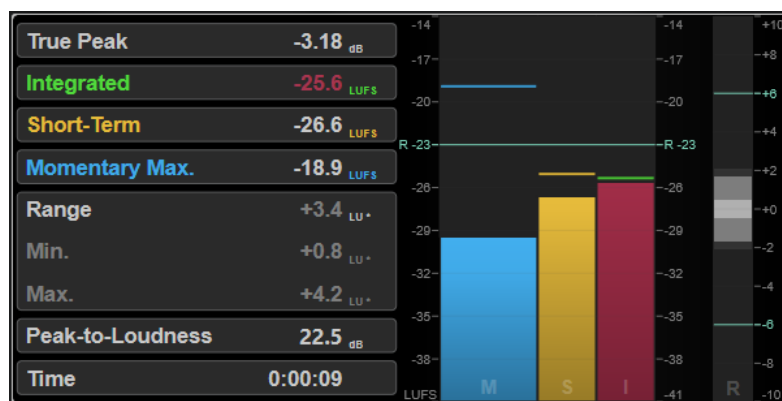 True Peak -3.18 dB
Integrated -25.6 LUFS
Short-Term -26.6 LUFS
Momentary Max. -18.9 LUFS
Range +3.4 LU*
Min. +0.8 LU*
Max. +4.2 LU*
Peak-to-Loudness 22.5 dB
Time 0:00:09
-14
-17
-20
R -23
-26
-29
-32
-35
-38
LUFS
M S I
-14
-17
-20
R -23
-26
-29
-32
-35
-38
-41
R
+10
+8
+6
+2
+0
-2
-4
-6
-8
-10